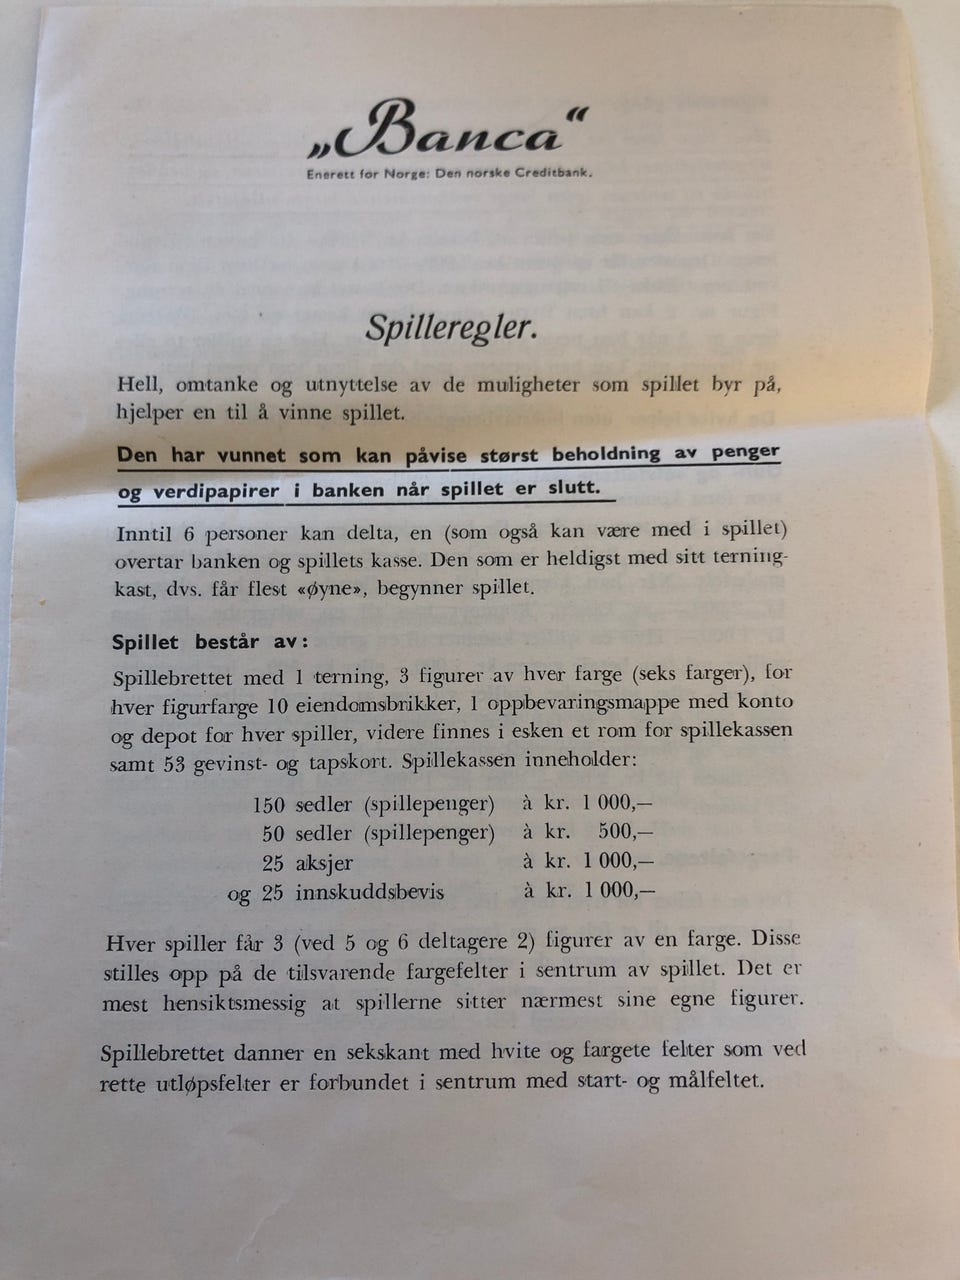 „Banca“
Enerett for Norge: Den norske Creditbank.
Spilleregler.
Hell, omtanke og utnyttelse av de muligheter som spillet byr på,
hjelper en til å vinne spillet.
Den har vunnet som kan påvise størst beholdning av penger
og verdipapirer i banken når spillet er slutt.
Inntil 6 personer kan delta, en (som også kan være med i spillet)
overtar banken og spillets kasse. Den som er heldigst med sitt terning-
kast, dvs. får flest «øyne», begynner spillet.
Spillet består av:
Spillebrettet med 1 terning, 3 figurer av hver farge (seks farger), for
hver figurfarge 10 eiendomsbrikker, 1 oppbevaringsmappe med konto
og depot for hver spiller, videre finnes i esken et rom for spillekassen
samt 53 gevinst- og tapskort. Spillekassen inneholder:
150 sedler (spillepenger) à kr. 1 000,—
50 sedler (spillepenger) à kr. 500,—
25 aksjer à kr. 1 000,—
og 25 innskuddsbevis à kr. 1 000,—
Hver spiller får 3 (ved 5 og 6 deltagere 2) figurer av en farge. Disse
stilles opp på de tilsvarende fargefelter i sentrum av spillet. Det er
mest hensiktsmessig at spillerne sitter nærmest sine egne figurer.
Spillebrettet danner en sekskant med hvite og fargete felter som ved
rette utløpsfelter er forbundet i sentrum med start- og målfeltet.